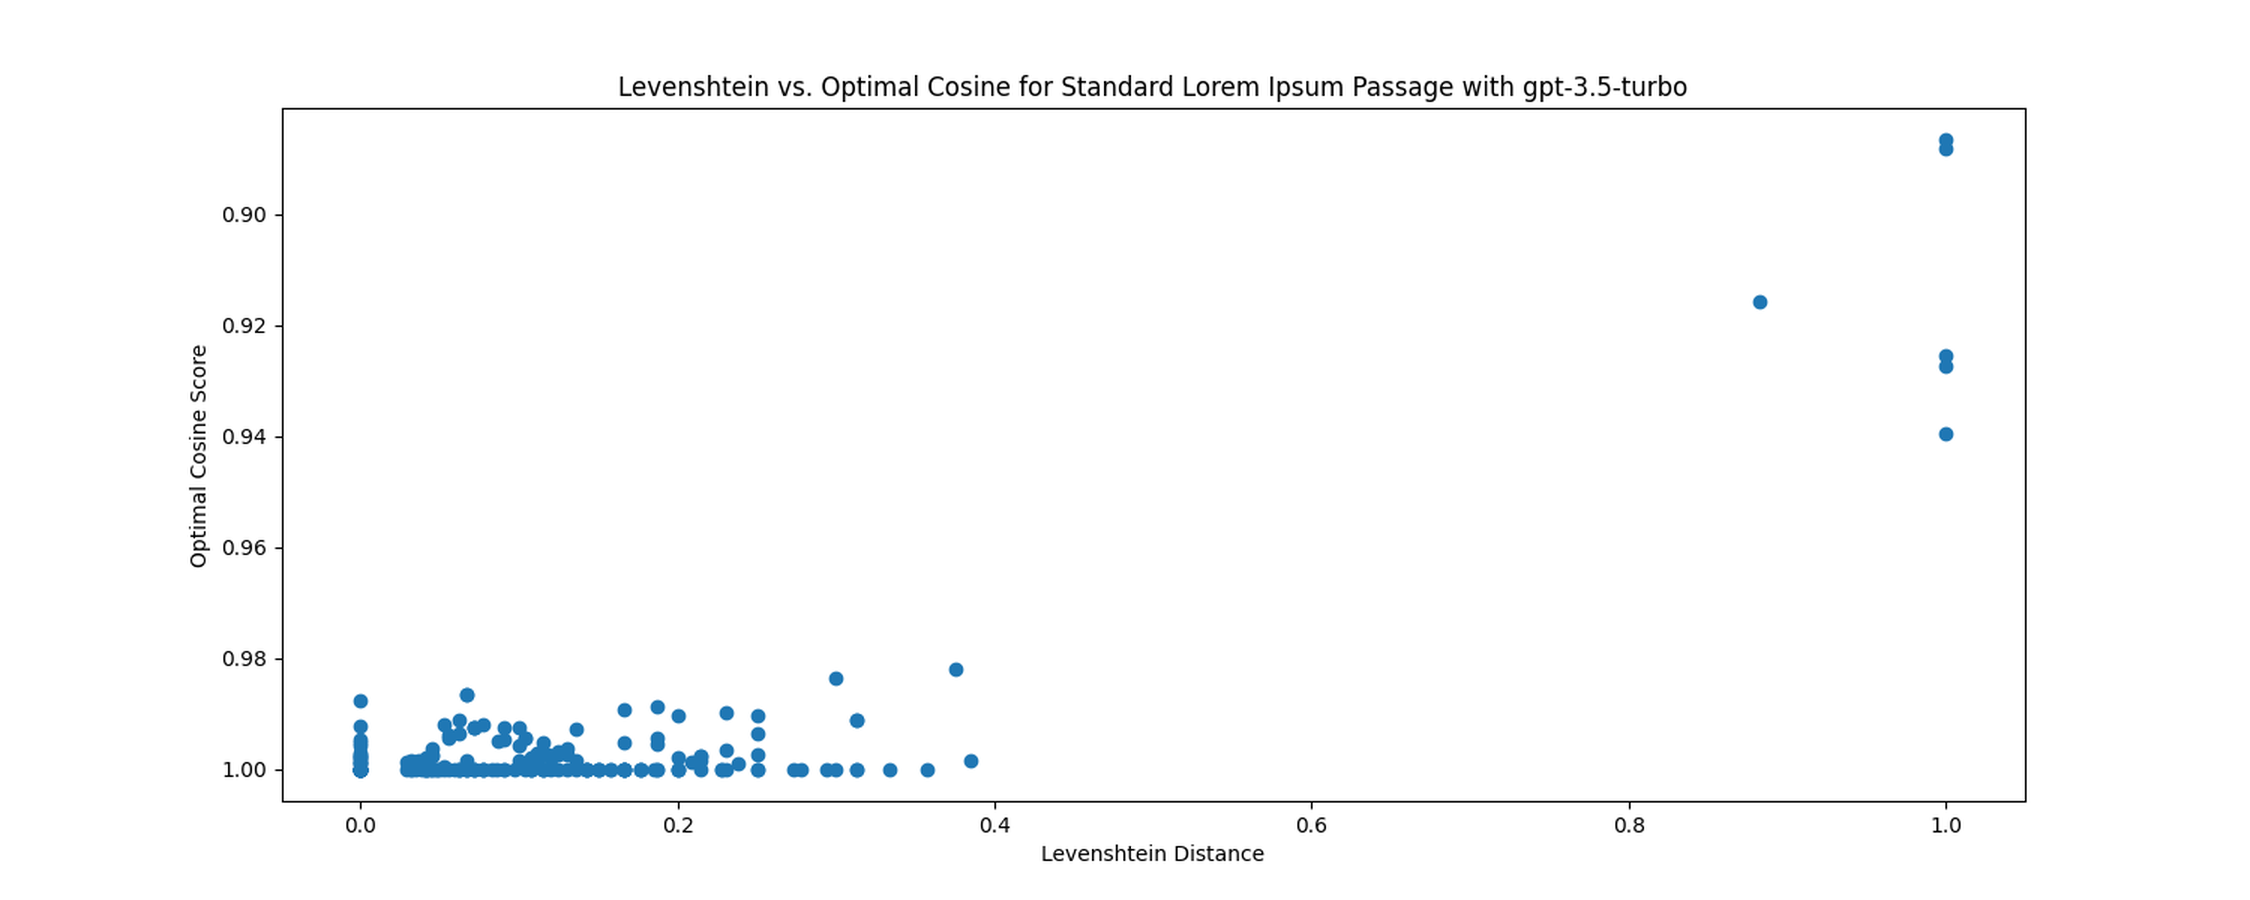 Levenshtein vs. Optimal Cosine for Standard Lorem Ipsum Passage with gpt-3.5-turbo
Optimal Cosine Score
0.90
0.92
0.94
0.96
0.98
1.00
0.0 0.2 0.4 0.6 0.8 1.0
Levenshtein Distance